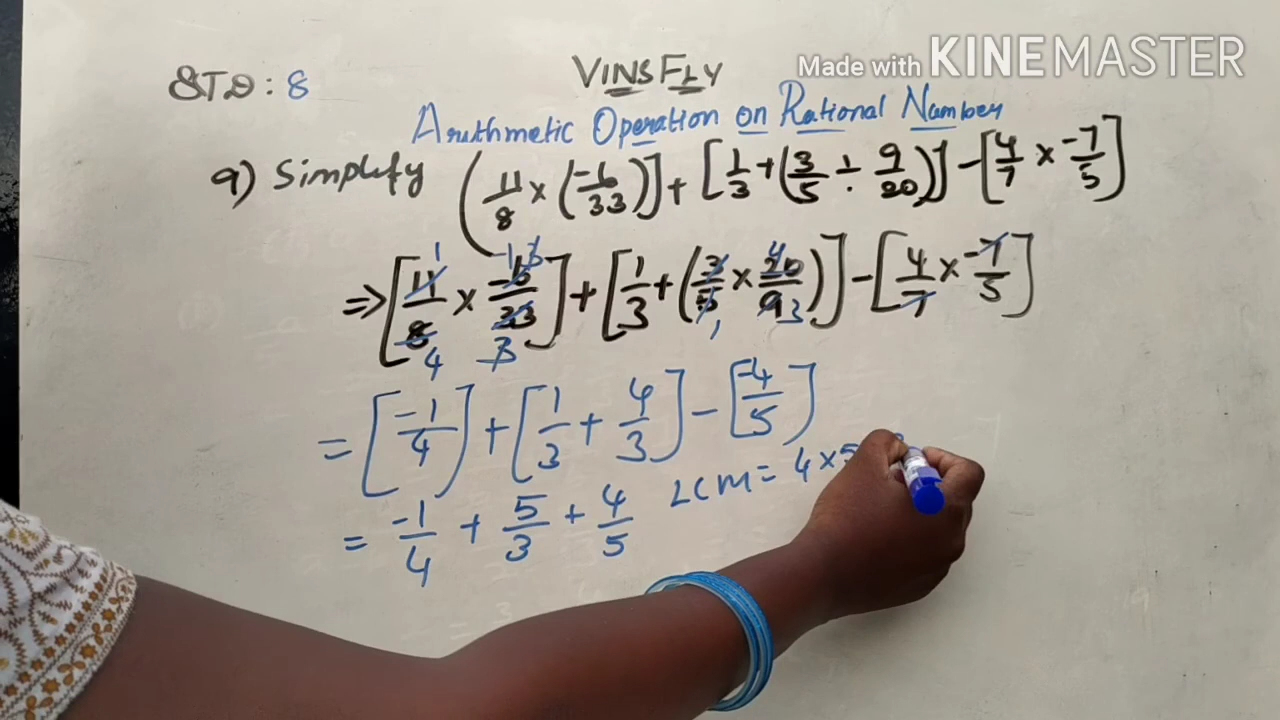 Made with KINEMASTER
VINS FLY
STD : 8
Arithmetic Operation on Rational Number
9) Simplify (11/8 × (-6/33)] + [1/3 + (3/5 ÷ 9/20)] - [4/7 × -7/5]
=> [11/8 × -6/33] + [1/3 + (3/5 × 20/9)] - [4/7 × -7/5]
= [-1/4] + [1/3 + 4/3] - [-4/5]
= -1/4 + 5/3 + 4/5 LCM = 4 × 5